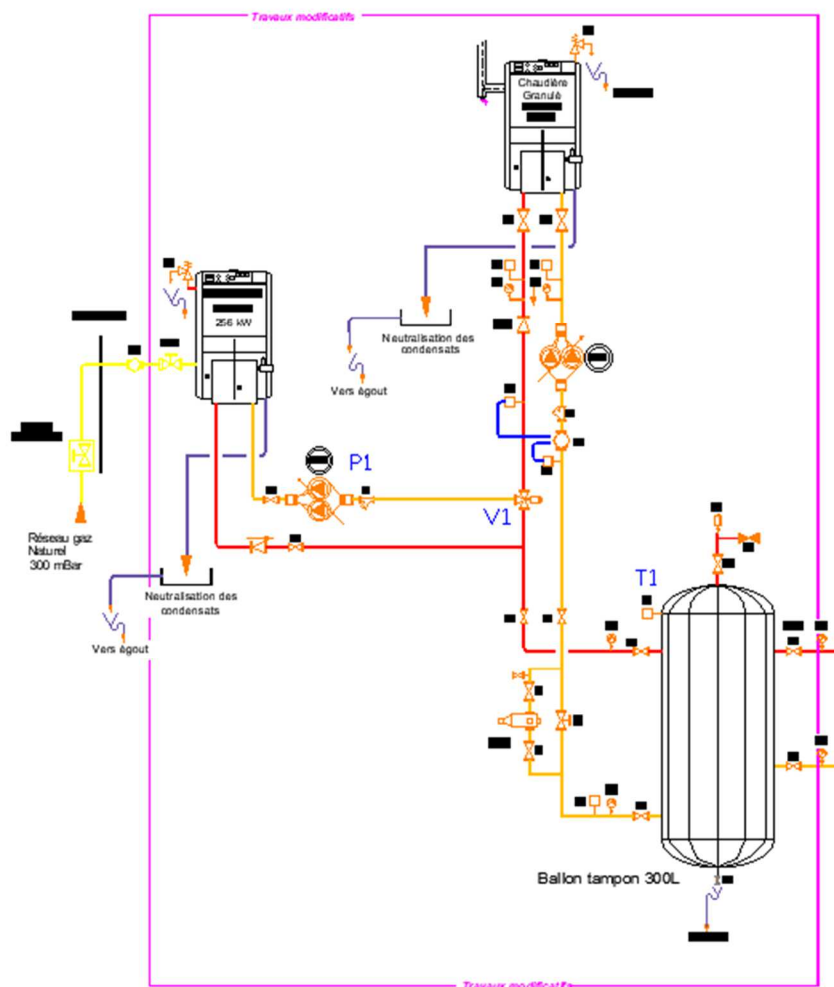 Travaux modificatifs
Chaudière
Granulé
256 kW
Neutralisation des
condensats
Vers égout
P1
V1
Réseau gaz
Naturel
300 mBar
Neutralisation des
condensats
Vers égout
T1
Ballon tampon 300L
Travaux modificatifs